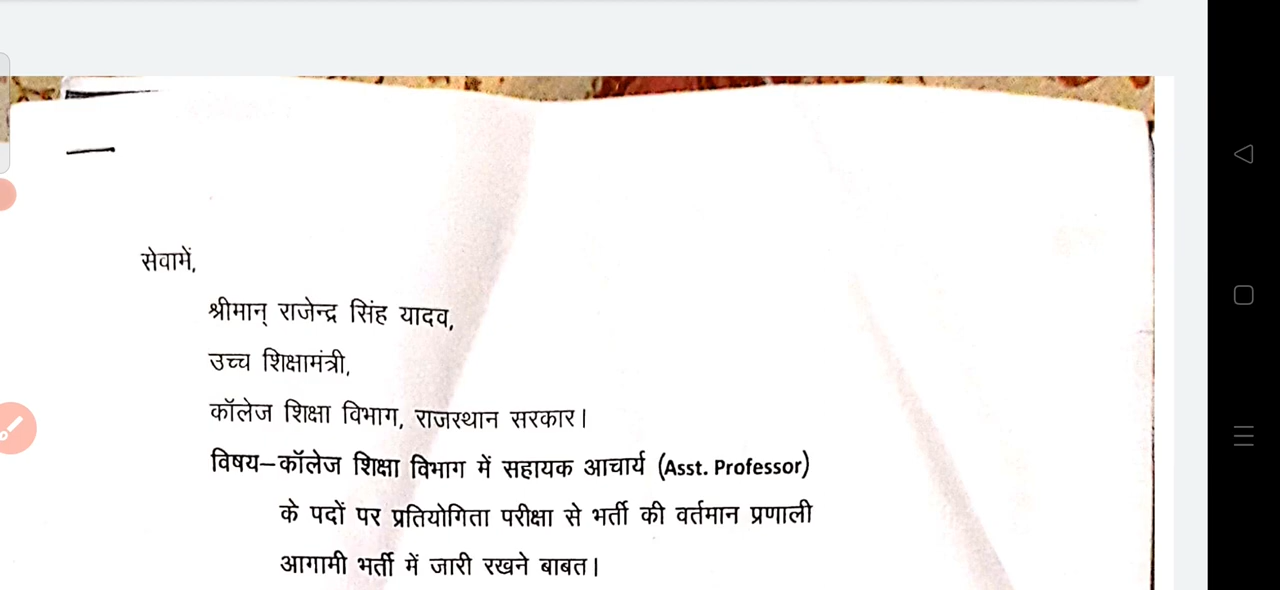 सेवामें,
श्रीमान् राजेन्द्र सिंह यादव,
उच्च शिक्षामंत्री,
कॉलेज शिक्षा विभाग, राजस्थान सरकार।
विषय–कॉलेज शिक्षा विभाग में सहायक आचार्य (Asst. Professor)
के पदों पर प्रतियोगिता परीक्षा से भर्ती की वर्तमान प्रणाली
आगामी भर्ती में जारी रखने बाबत।